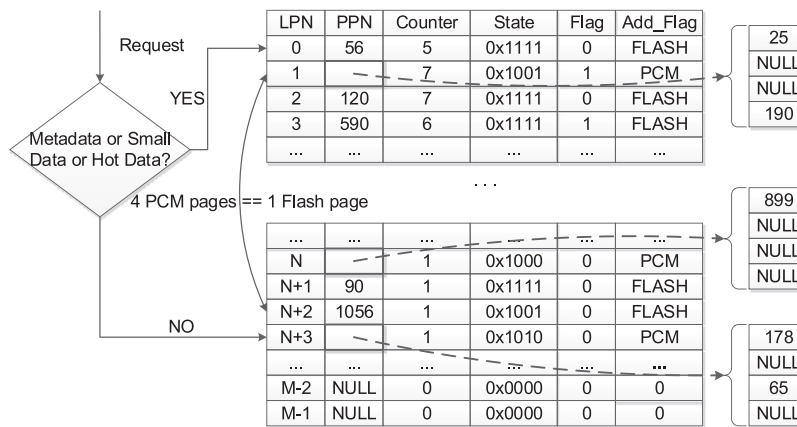 LPN PPN Counter State Flag Add_Flag
0 56 5 0x1111 0 FLASH
1 7 0x1001 1 PCM
2 120 7 0x1111 0 FLASH
3 590 6 0x1111 1 FLASH
... ... ... ... ... ...
Request
YES
Metadata or Small
Data or Hot Data?
NO
4 PCM pages == 1 Flash page
...
... ... ... ... ... ...
N 1 0x1000 0 PCM
N+1 90 1 0x1111 0 FLASH
N+2 1056 1 0x1001 0 FLASH
N+3 1 0x1010 0 PCM
... ... ... ... ... ...
M-2 NULL 0 0x0000 0 0
M-1 NULL 0 0x0000 0 0
25
NULL
NULL
190
899
NULL
NULL
NULL
178
NULL
65
NULL